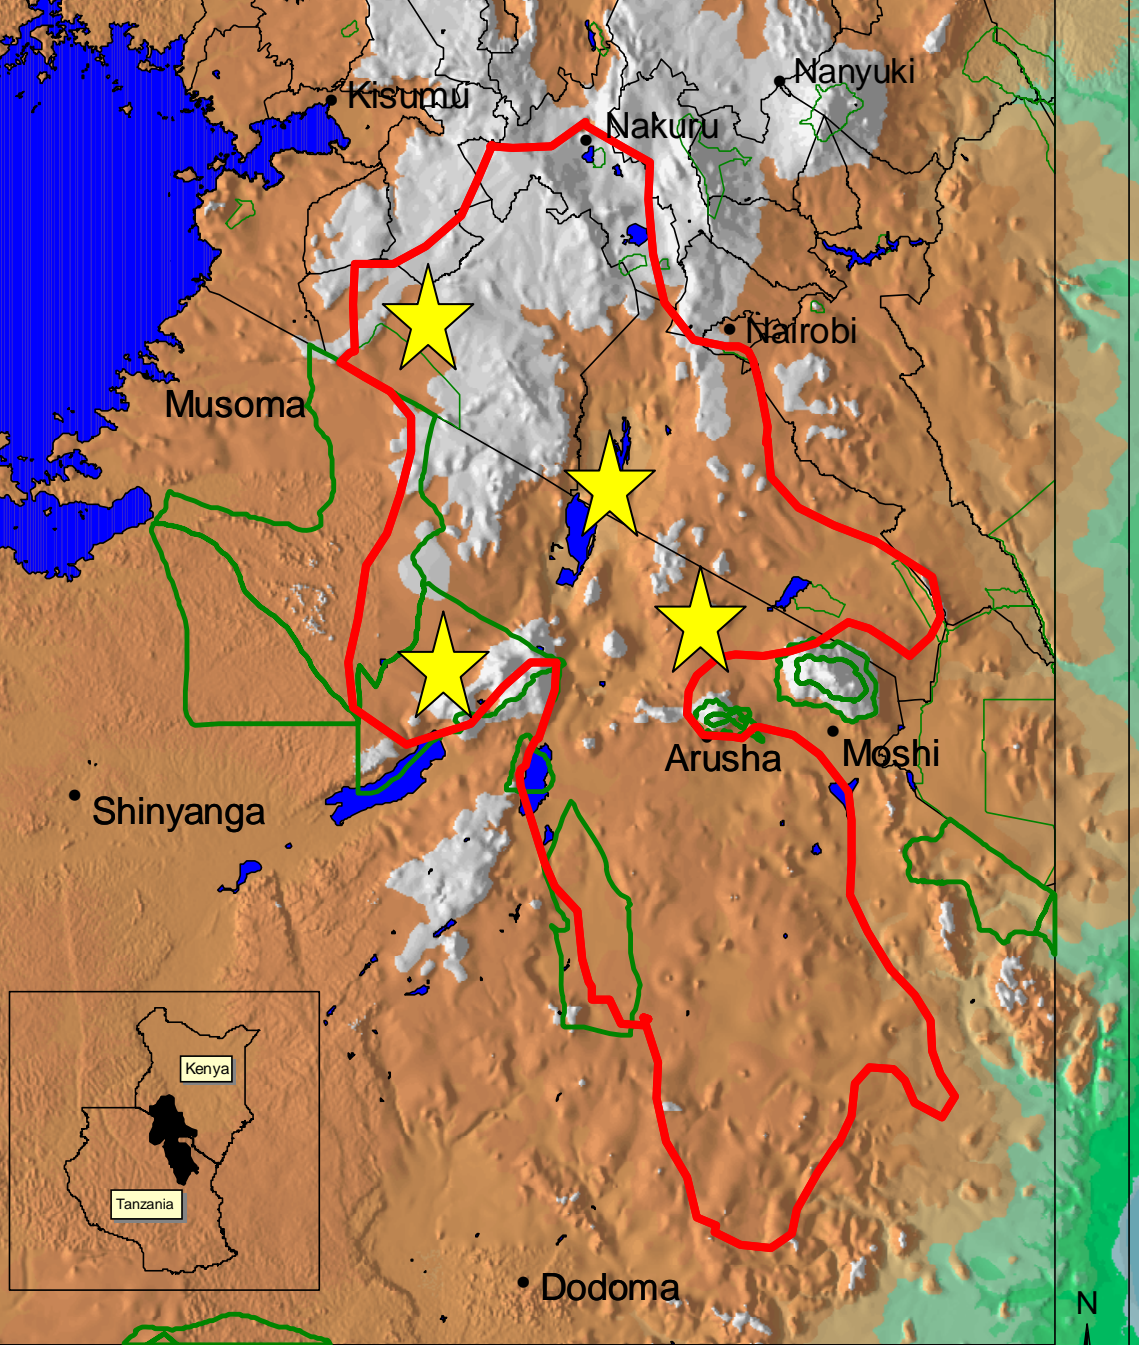 Nanyuki
Kisumu
Nakuru
Nairobi
Musoma
Arusha
Moshi
Shinyanga
Kenya
Tanzania
Dodoma
N